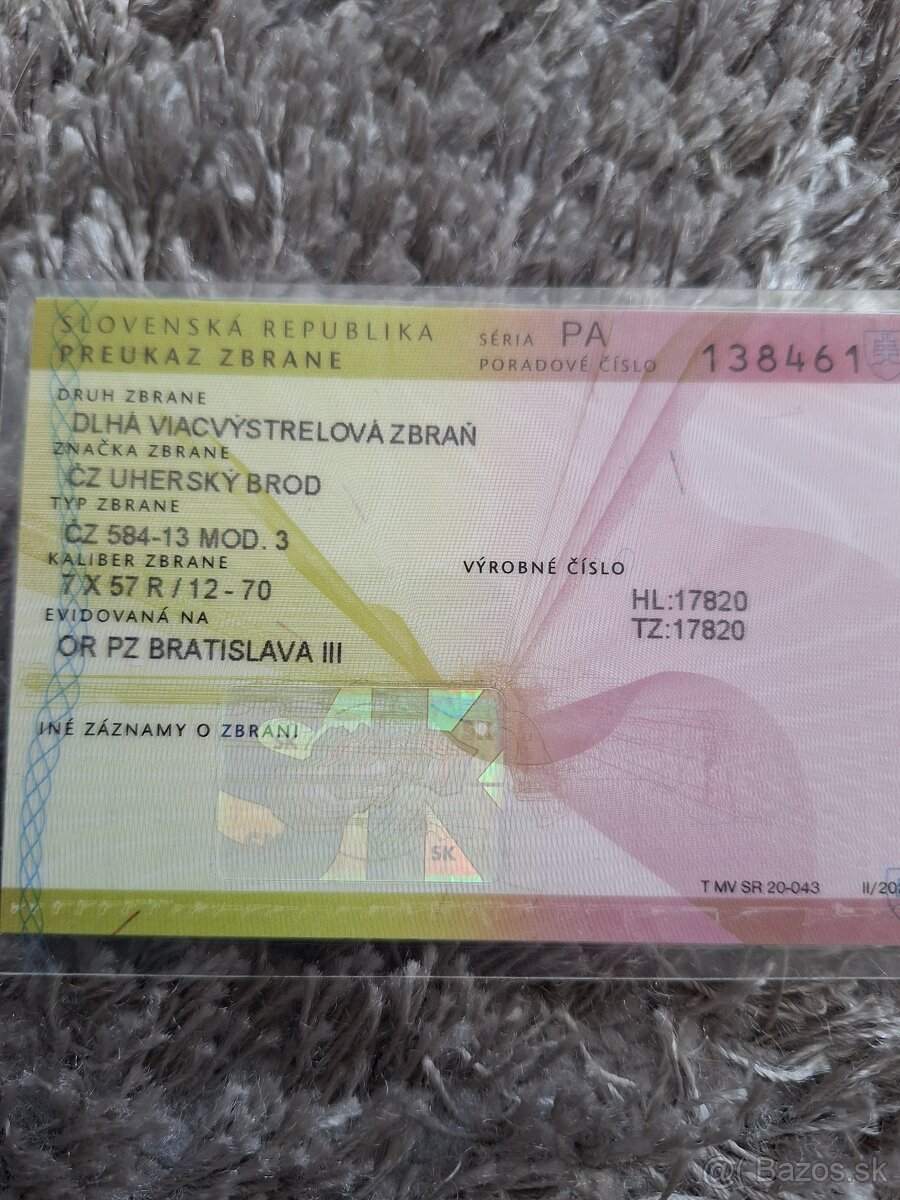 SLOVENSKÁ REPUBLIKA
PREUKAZ ZBRANE
SÉRIA PA
PORADOVÉ ČÍSLO 138461
DRUH ZBRANE
DLHÁ VIACVÝSTRELOVÁ ZBRAŇ
ZNAČKA ZBRANE
ČZ UHERSKÝ BROD
TYP ZBRANE
ČZ 584-13 MOD. 3
KALIBER ZBRANE
7 X 57 R / 12 - 70
VÝROBNÉ ČÍSLO
HL:17820
TZ:17820
EVIDOVANÁ NA
OR PZ BRATISLAVA III
INÉ ZÁZNAMY O ZBRANI
SK
T MV SR 20-043
Bazos.sk